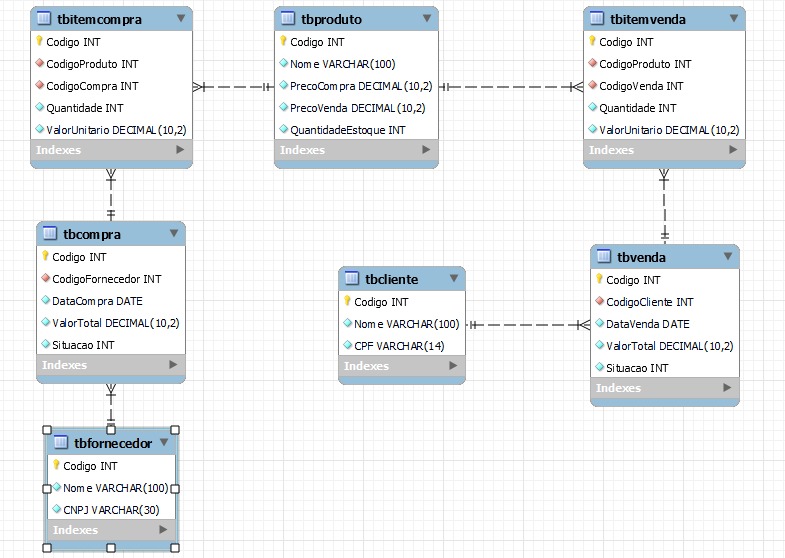 tbitemcompra
Codigo INT
CodigoProduto INT
CodigoCompra INT
Quantidade INT
ValorUnitario DECIMAL(10,2)
Indexes
tbproduto
Codigo INT
Nome VARCHAR(100)
PrecoCompra DECIMAL(10,2)
PrecoVenda DECIMAL(10,2)
QuantidadeEstoque INT
Indexes
tbitemvenda
Codigo INT
CodigoProduto INT
CodigoVenda INT
Quantidade INT
ValorUnitario DECIMAL(10,2)
Indexes
tbcompra
Codigo INT
CodigoFornecedor INT
DataCompra DATE
ValorTotal DECIMAL(10,2)
Situacao INT
Indexes
tbcliente
Codigo INT
Nome VARCHAR(100)
CPF VARCHAR(14)
Indexes
tbvenda
Codigo INT
CodigoCliente INT
DataVenda DATE
ValorTotal DECIMAL(10,2)
Situacao INT
Indexes
tbfornecedor
Codigo INT
Nome VARCHAR(100)
CNPJ VARCHAR(30)
Indexes